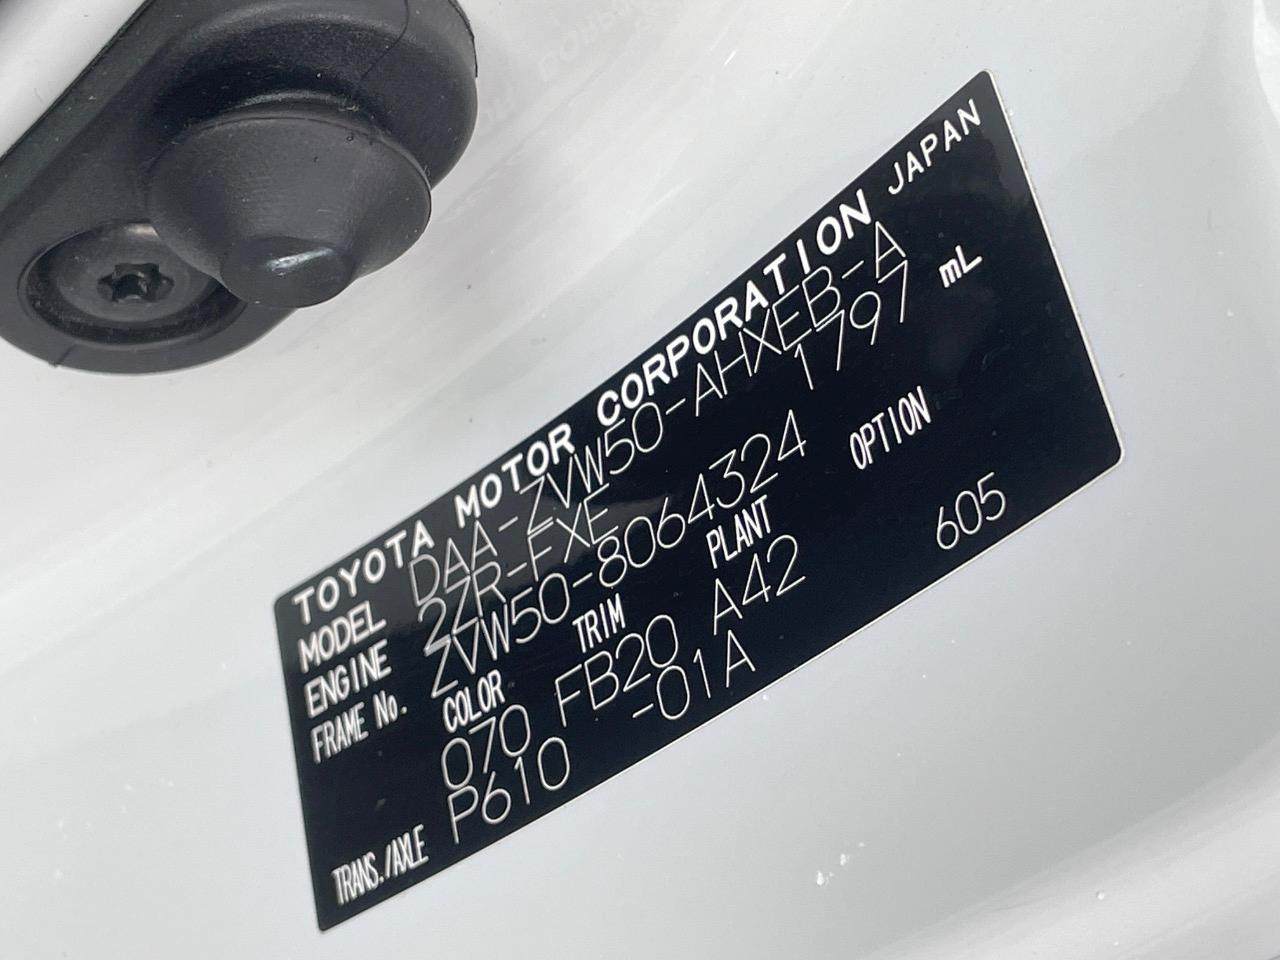 TOYOTA MOTOR CORPORATION JAPAN
MODEL DAA-ZVW50-AHXEB-A
ENGINE 2ZR-FXE 1797 mL
FRAME No. ZVW50-8064324
COLOR TRIM PLANT OPTION
070 FB20 A42 605
TRANS./AXLE P610 -01A